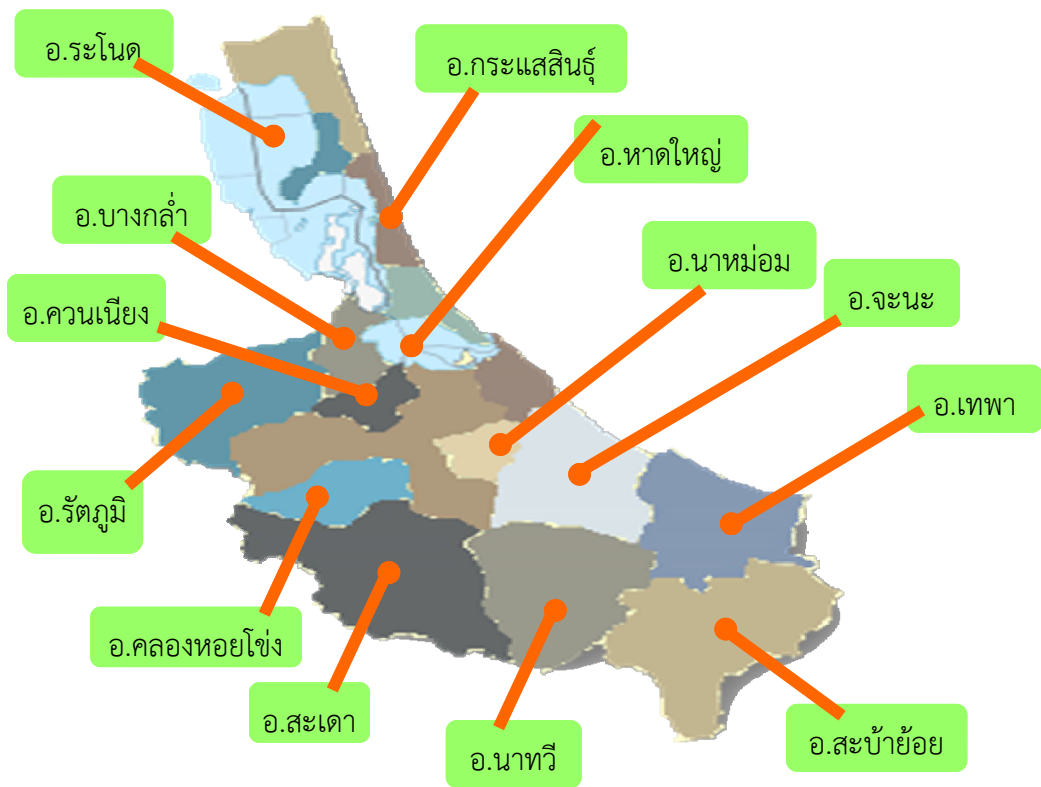 อ.ระโนด
อ.กระแสสินธุ์
อ.หาดใหญ่
อ.บางกล่ำ
อ.นาหม่อม
อ.จะนะ
อ.ควนเนียง
อ.เทพา
อ.รัตภูมิ
อ.คลองหอยโข่ง
อ.สะเดา
อ.นาทวี
อ.สะบ้าย้อย